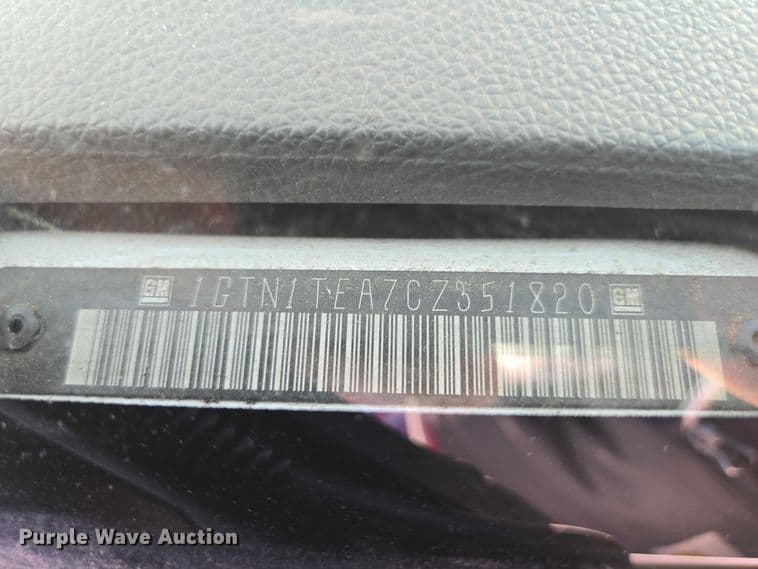 GM 1GTN1TEA7CZ351820 GM
Purple Wave Auction